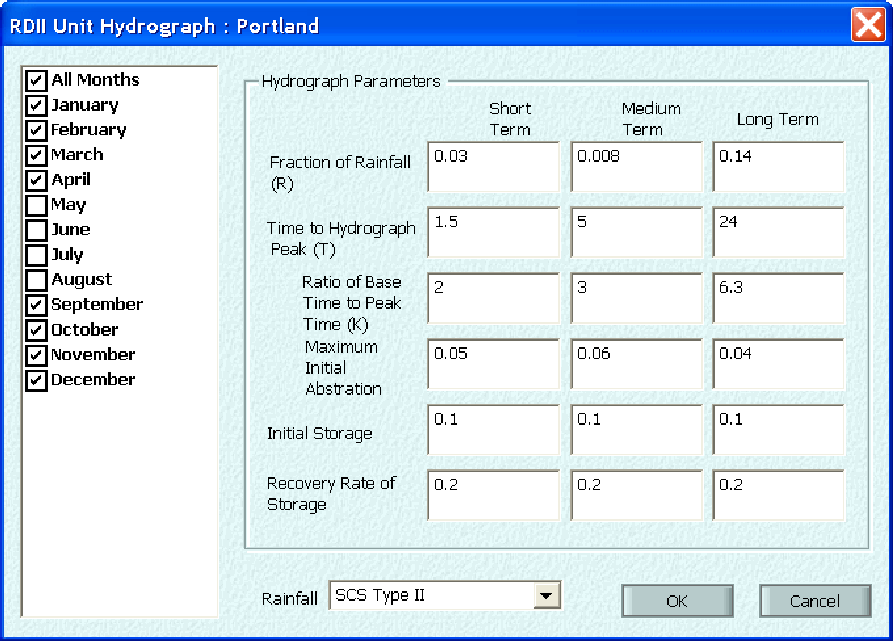 RDII Unit Hydrograph : Portland
All Months
January
February
March
April
May
June
July
August
September
October
November
December
Hydrograph Parameters
Short
Term
Medium
Term
Long Term
Fraction of Rainfall
(R)
0.03
0.008
0.14
Time to Hydrograph
Peak (T)
1.5
5
24
Ratio of Base
Time to Peak
Time (K)
2
3
6.3
Maximum
Initial
Abstration
0.05
0.06
0.04
Initial Storage
0.1
0.1
0.1
Recovery Rate of
Storage
0.2
0.2
0.2
Rainfall
SCS Type II
OK
Cancel